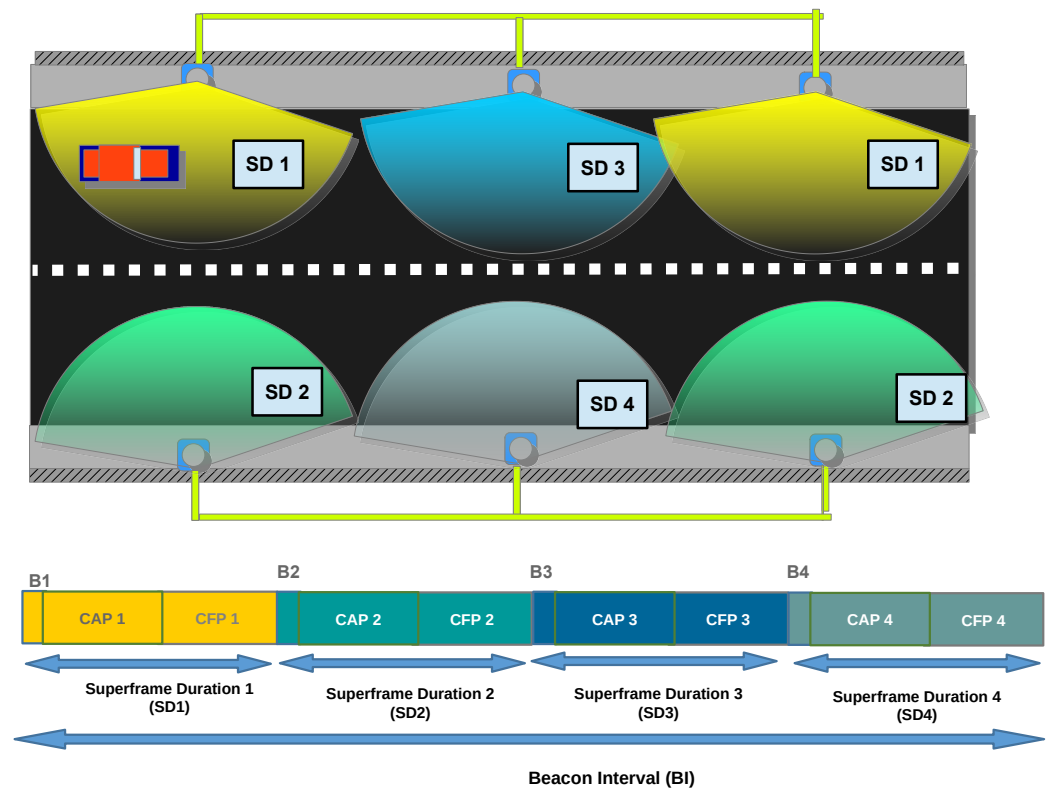 SD 1
SD 3
SD 1
SD 2
SD 4
SD 2
B1
B2
B3
B4
CAP 1
CFP 1
CAP 2
CFP 2
CAP 3
CFP 3
CAP 4
CFP 4
Superframe Duration 1
(SD1)
Superframe Duration 2
(SD2)
Superframe Duration 3
(SD3)
Superframe Duration 4
(SD4)
Beacon Interval (BI)